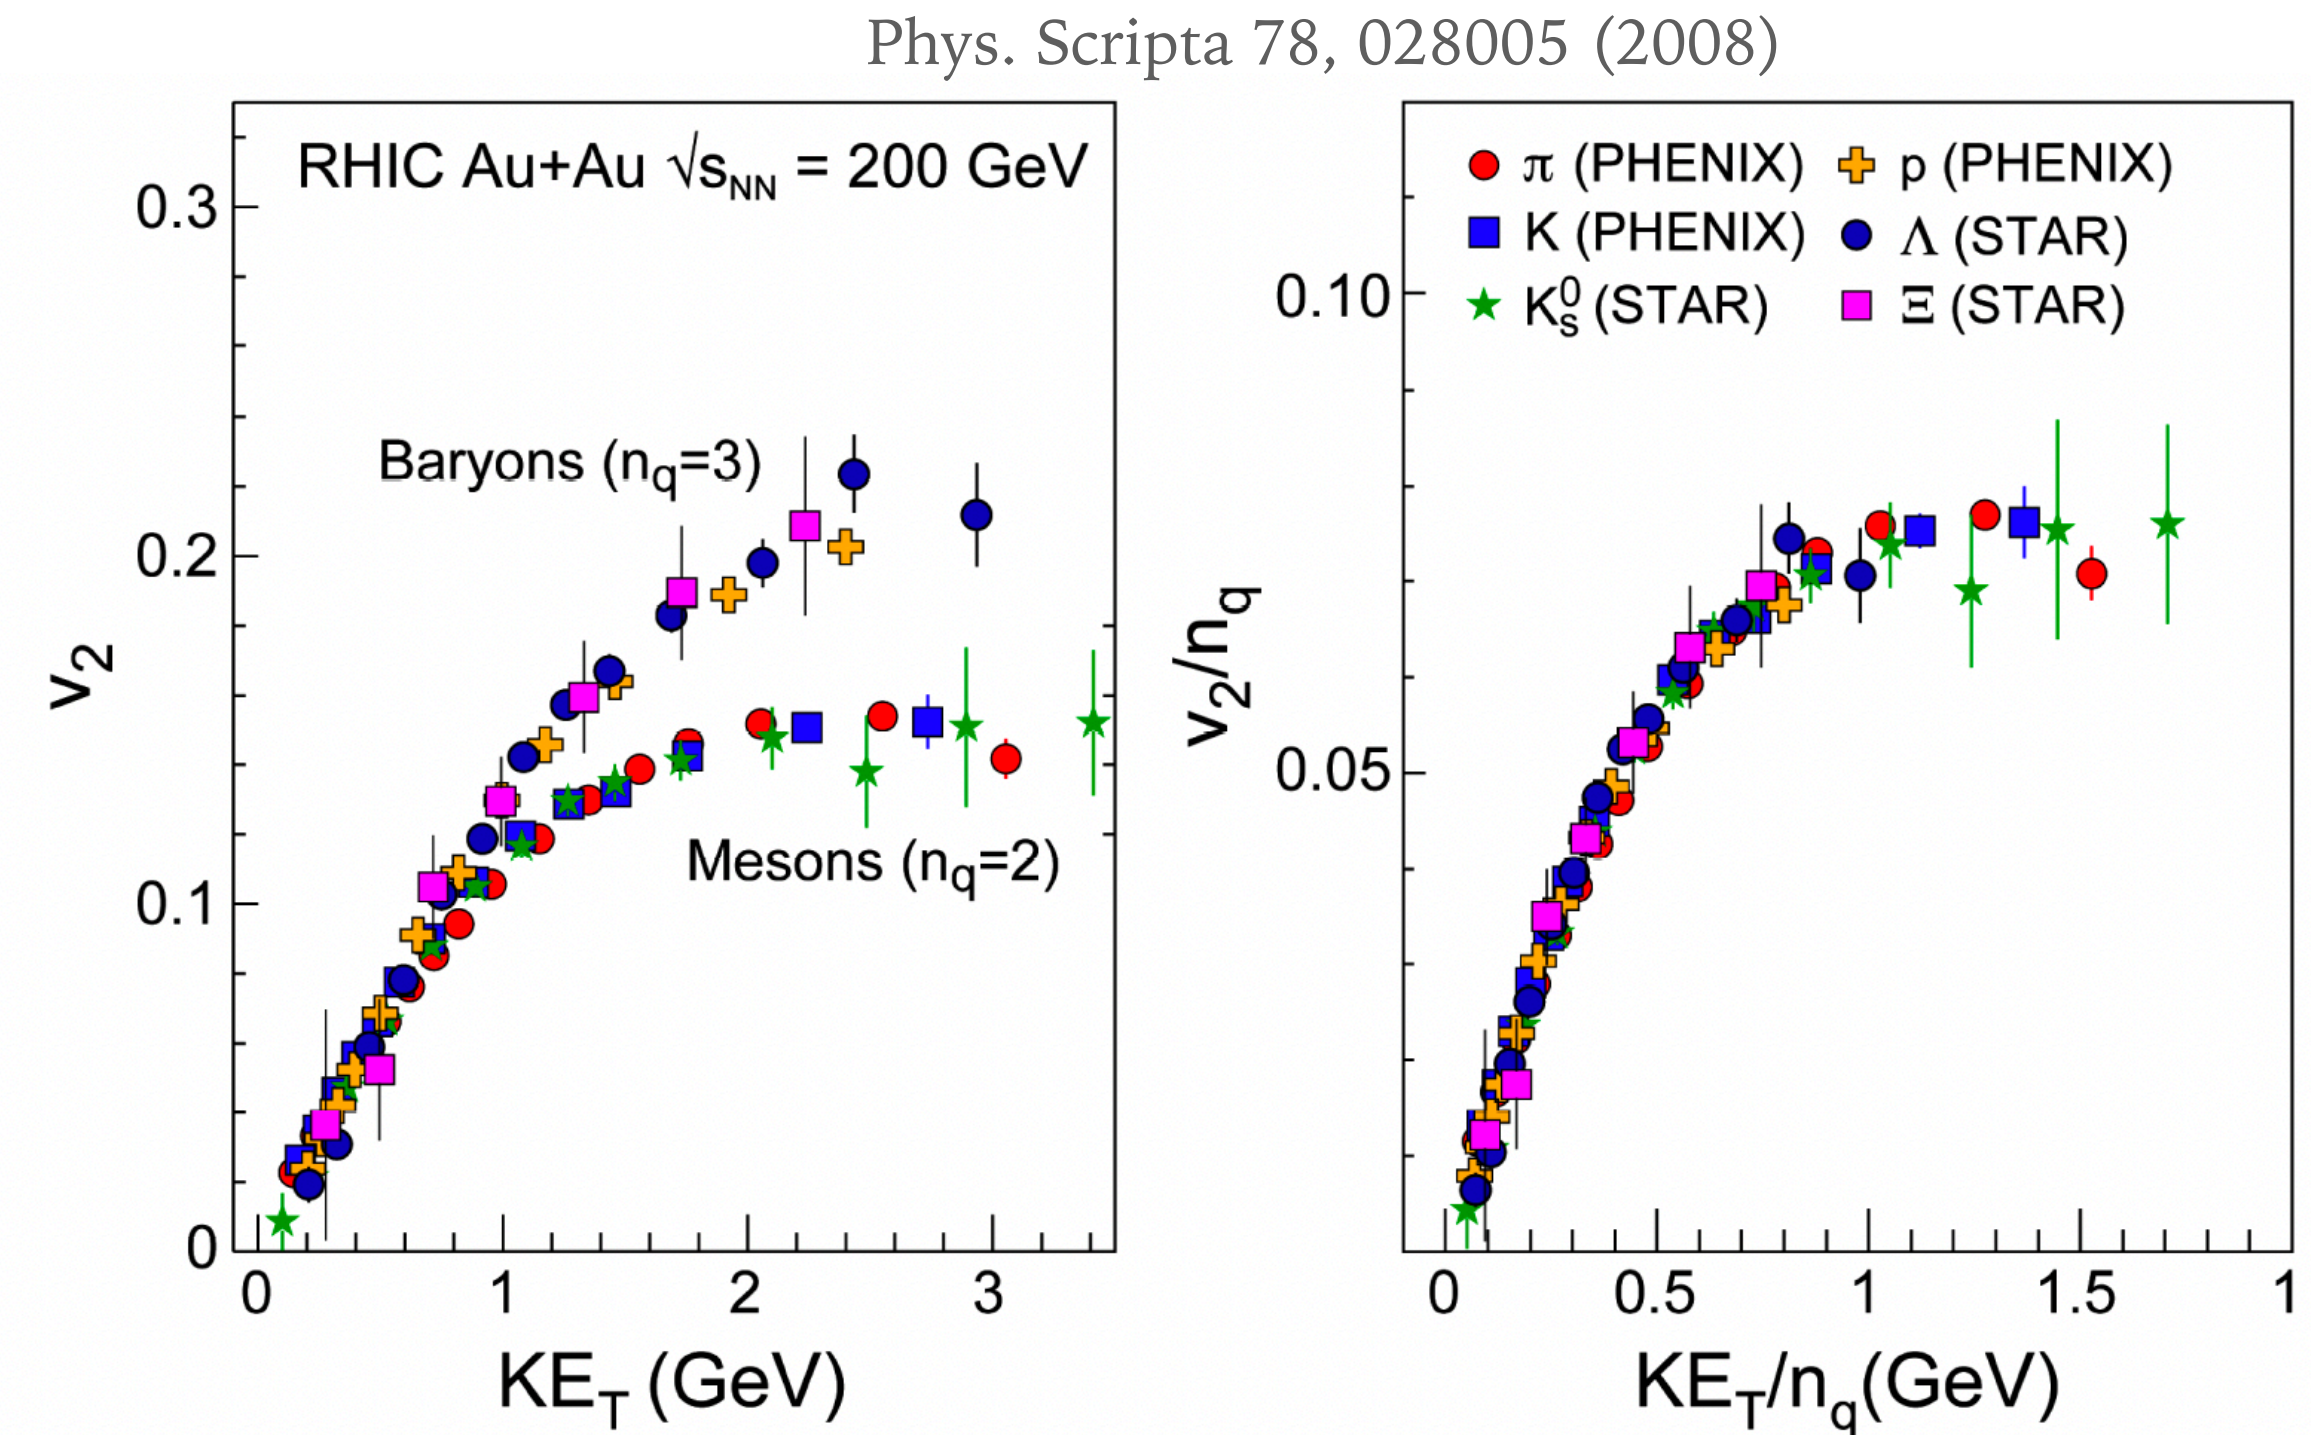 Phys. Scripta 78, 028005 (2008)
RHIC Au+Au √sNN = 200 GeV
0.3
Baryons (nq=3)
0.2
v2
Mesons (nq=2)
0.1
0
0 1 2 3
KET (GeV)
π (PHENIX) p (PHENIX)
K (PHENIX) Λ (STAR)
K0s (STAR) Ξ (STAR)
0.10
v2/nq
0.05
0 0.5 1 1.5 1
KET/nq(GeV)